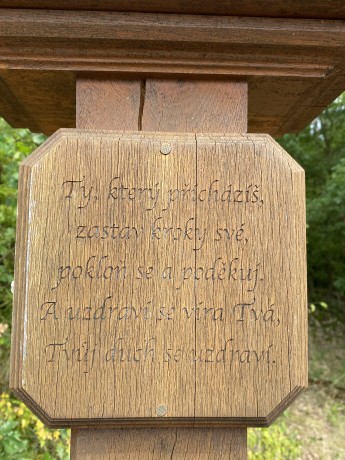 Ty, který přicházíš,
zastav kroky své,
pokloň se a poděkuj.
A uzdraví se víra Tvá,
Tvůj duch se uzdraví.